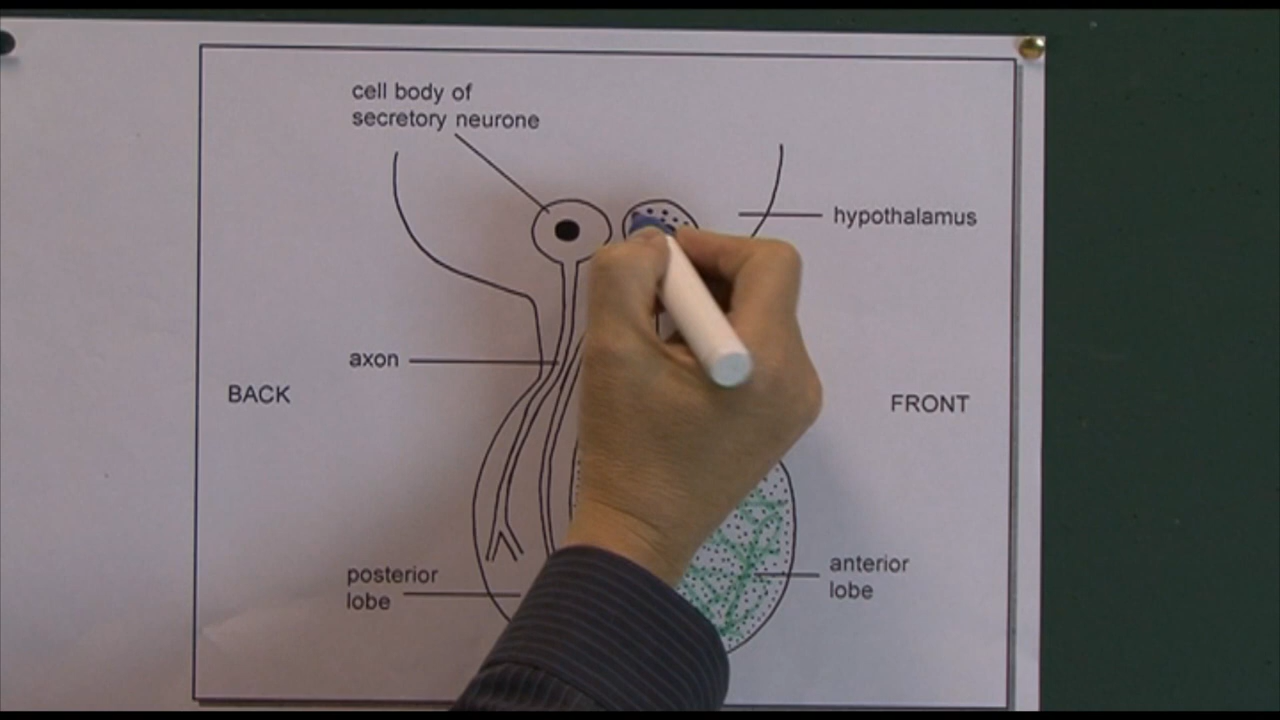 cell body of
secretory neurone
hypothalamus
axon
BACK
FRONT
posterior
lobe
anterior
lobe